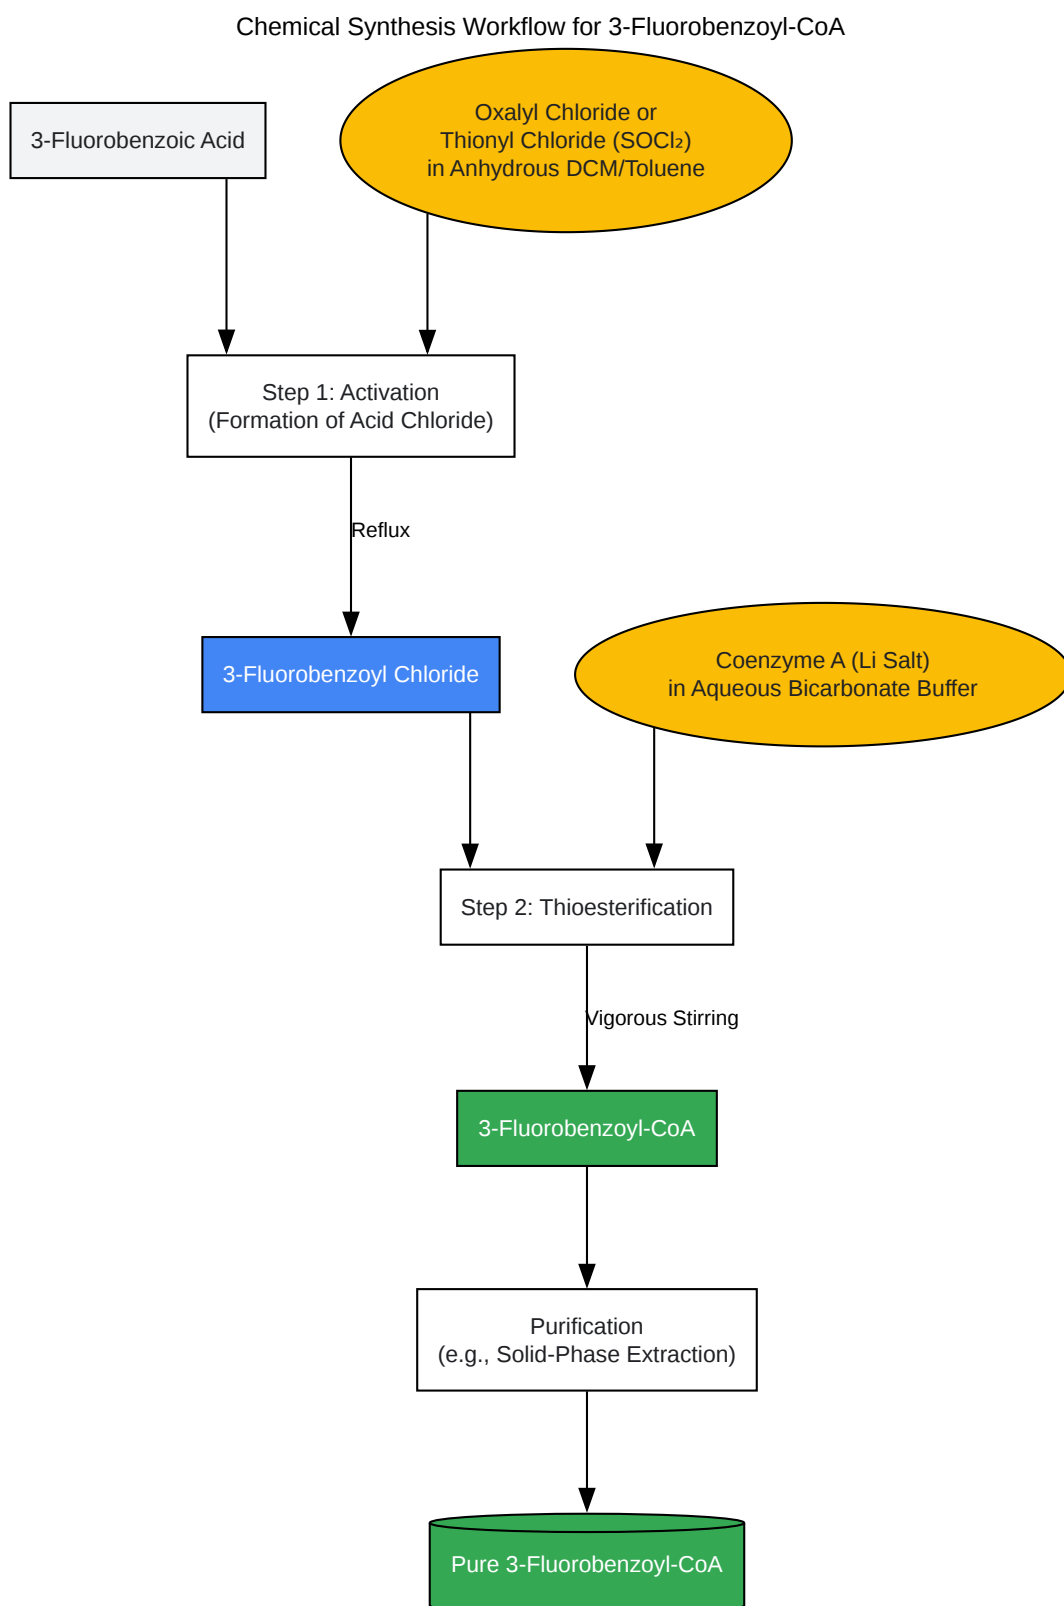 Chemical Synthesis Workflow for 3-Fluorobenzoyl-CoA
3-Fluorobenzoic Acid
Oxalyl Chloride or
Thionyl Chloride (SOCl₂)
in Anhydrous DCM/Toluene
Step 1: Activation
(Formation of Acid Chloride)
Reflux
3-Fluorobenzoyl Chloride
Coenzyme A (Li Salt)
in Aqueous Bicarbonate Buffer
Step 2: Thioesterification
Vigorous Stirring
3-Fluorobenzoyl-CoA
Purification
(e.g., Solid-Phase Extraction)
Pure 3-Fluorobenzoyl-CoA